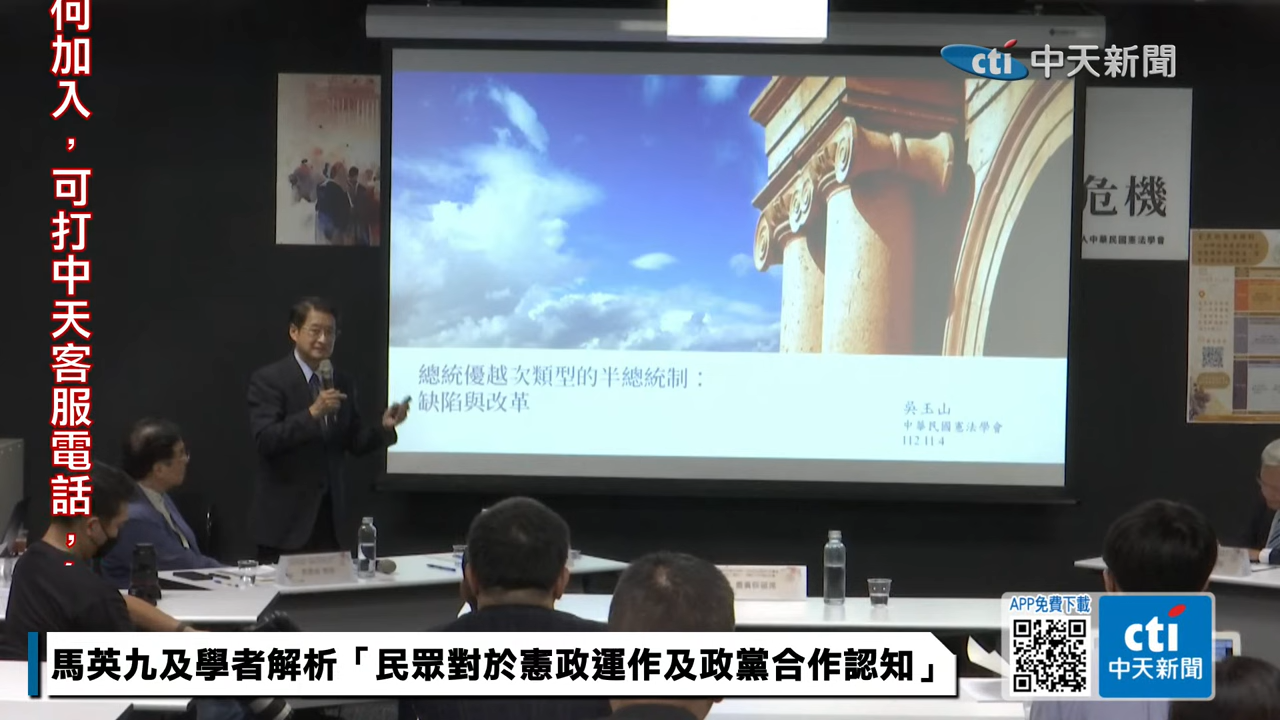 何加入，可打中天客服電話，
cti 中天新聞
危機
人中華民國憲法學會
總統優越次類型的半總統制：
缺陷與改革
吳玉山
中華民國憲法學會
112 11 4
APP免費下載
cti
中天新聞
馬英九及學者解析「民眾對於憲政運作及政黨合作認知」